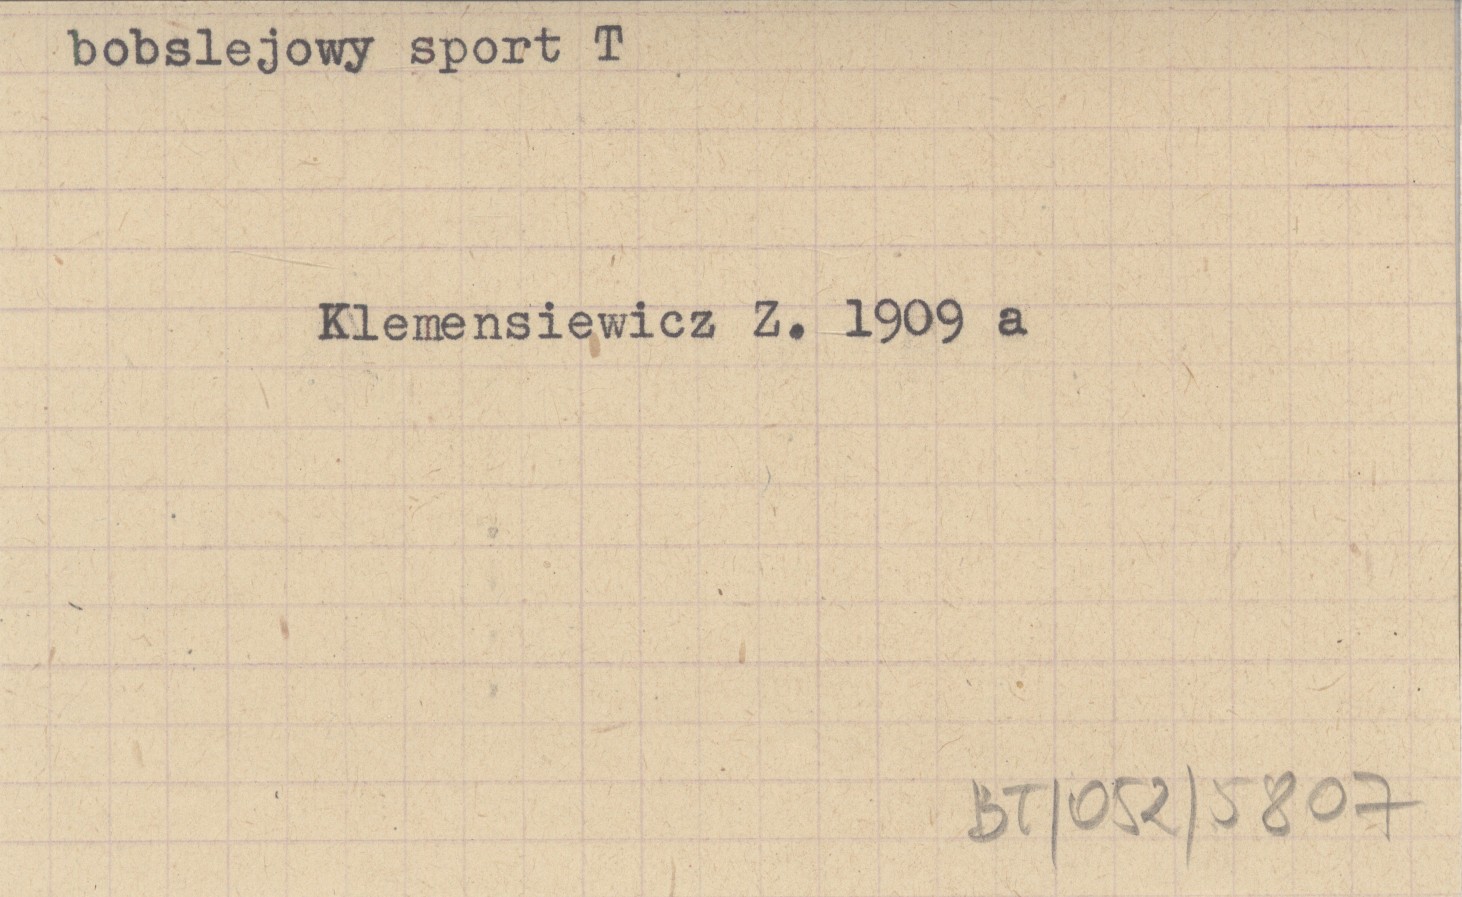 bobslejowy sport T
Klemensiewicz Z. 1909 a
BT/052/5807